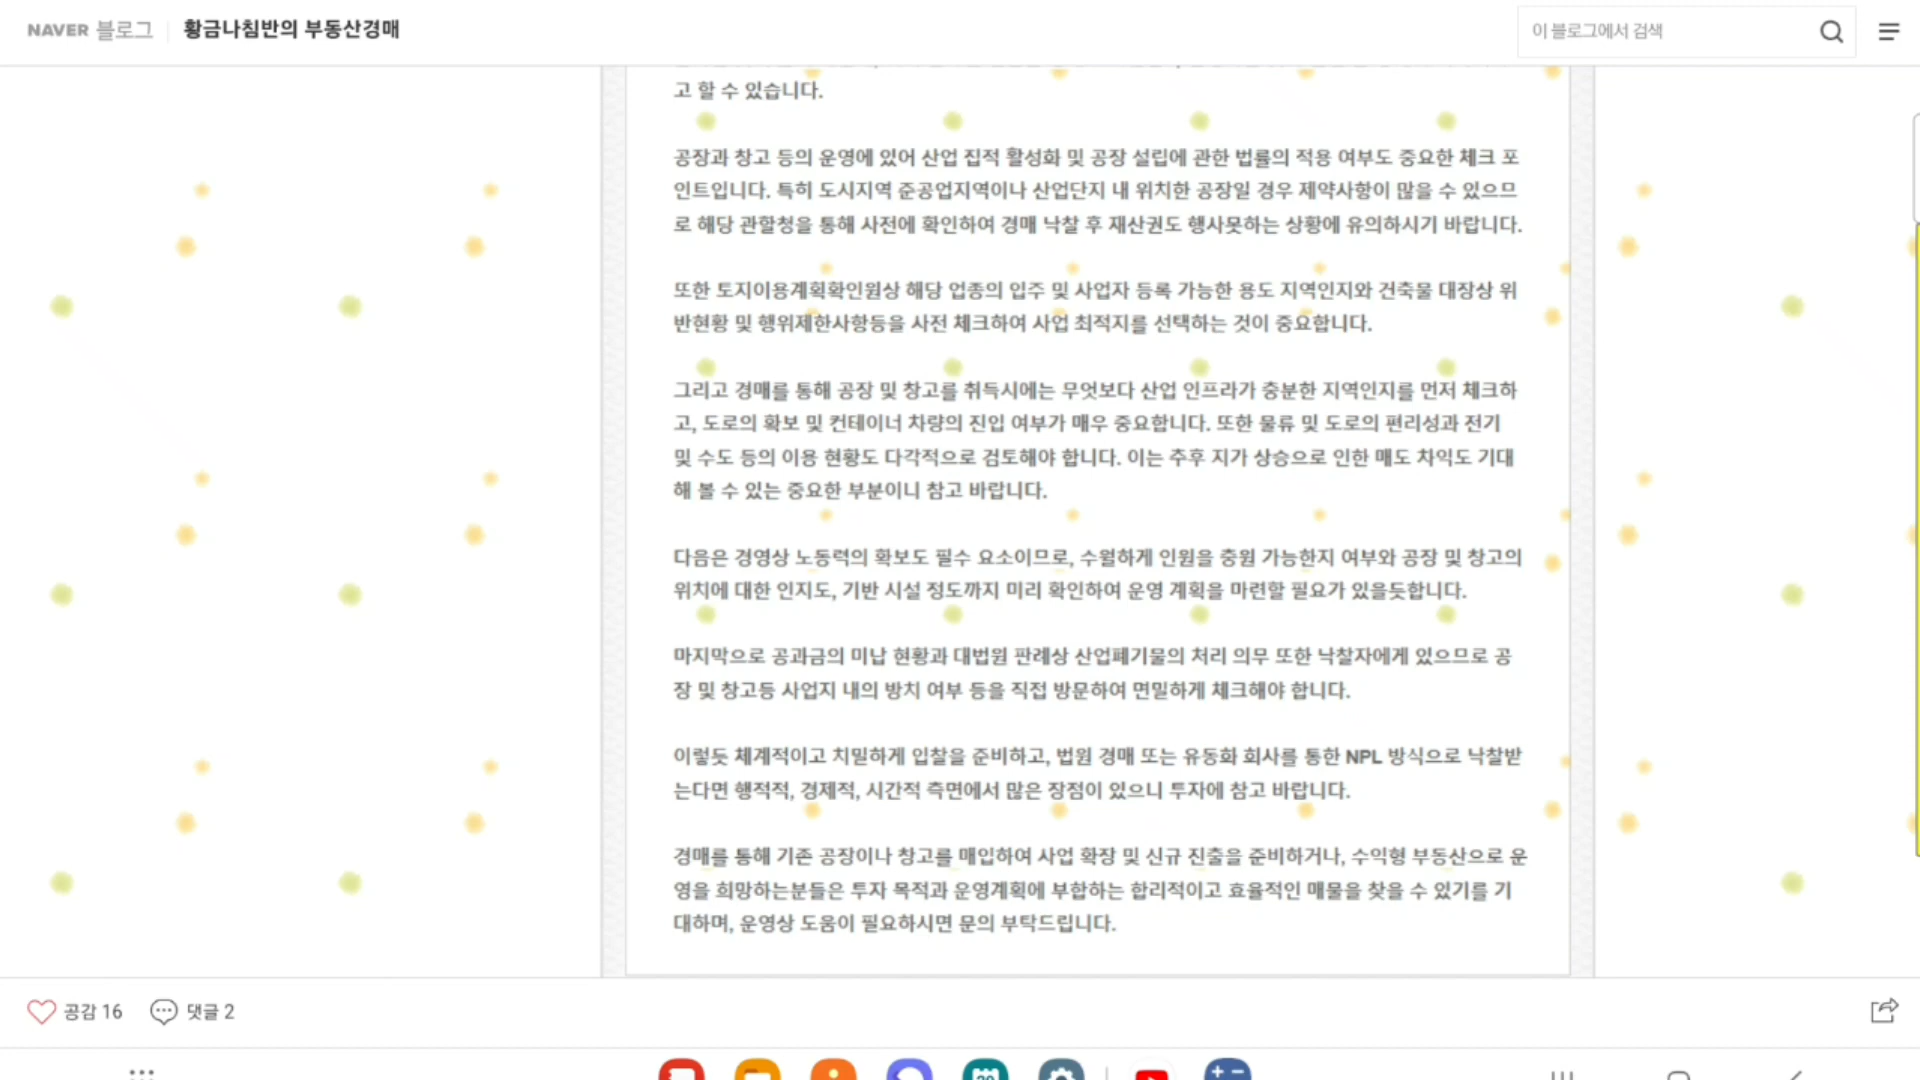 NAVER 블로그 황금나침반의 부동산경매
이 블로그에서 검색
고 할 수 있습니다.
공장과 창고 등의 운영에 있어 산업 집적 활성화 및 공장 설립에 관한 법률의 적용 여부도 중요한 체크 포
인트입니다. 특히 도시지역 준공업지역이나 산업단지 내 위치한 공장일 경우 제약사항이 많을 수 있으므
로 해당 관할청을 통해 사전에 확인하여 경매 낙찰 후 재산권도 행사못하는 상황에 유의하시기 바랍니다.
또한 토지이용계획확인원상 해당 업종의 입주 및 사업자 등록 가능한 용도 지역인지와 건축물 대장상 위
반현황 및 행위제한사항등을 사전 체크하여 사업 최적지를 선택하는 것이 중요합니다.
그리고 경매를 통해 공장 및 창고를 취득시에는 무엇보다 산업 인프라가 충분한 지역인지를 먼저 체크하
고, 도로의 확보 및 컨테이너 차량의 진입 여부가 매우 중요합니다. 또한 물류 및 도로의 편리성과 전기
및 수도 등의 이용 현황도 다각적으로 검토해야 합니다. 이는 추후 지가 상승으로 인한 매도 차익도 기대
해 볼 수 있는 중요한 부분이니 참고 바랍니다.
다음은 경영상 노동력의 확보도 필수 요소이므로, 수월하게 인원을 충원 가능한지 여부와 공장 및 창고의
위치에 대한 인지도, 기반 시설 정도까지 미리 확인하여 운영 계획을 마련할 필요가 있을듯합니다.
마지막으로 공과금의 미납 현황과 대법원 판례상 산업폐기물의 처리 의무 또한 낙찰자에게 있으므로 공
장 및 창고등 사업지 내의 방치 여부 등을 직접 방문하여 면밀하게 체크해야 합니다.
이렇듯 체계적이고 치밀하게 입찰을 준비하고, 법원 경매 또는 유동화 회사를 통한 NPL 방식으로 낙찰받
는다면 행적적, 경제적, 시간적 측면에서 많은 장점이 있으니 투자에 참고 바랍니다.
경매를 통해 기존 공장이나 창고를 매입하여 사업 확장 및 신규 진출을 준비하거나, 수익형 부동산으로 운
영을 희망하는분들은 투자 목적과 운영계획에 부합하는 합리적이고 효율적인 매물을 찾을 수 있기를 기
대하며, 운영상 도움이 필요하시면 문의 부탁드립니다.
공감 16 댓글 2